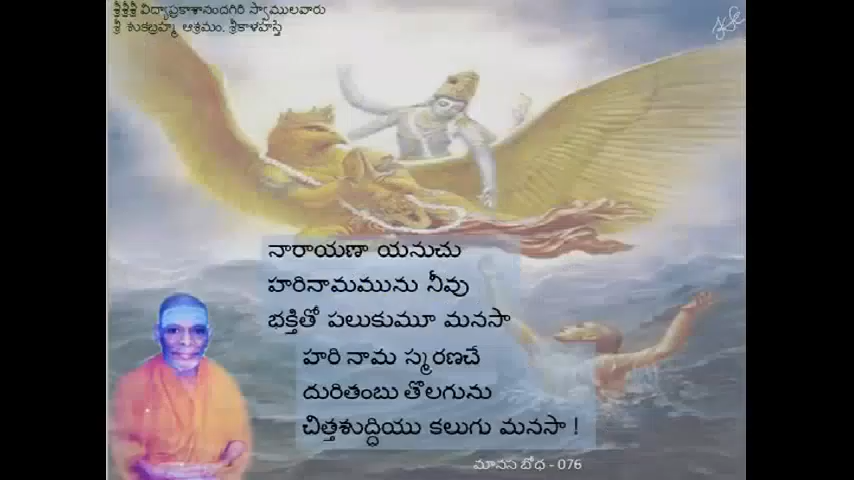 శ్రీశ్రీశ్రీ విద్యాప్రకాశానందగిరి స్వాములవారు
శ్రీ శుకబ్రహ్మ ఆశ్రమం. శ్రీకాళహస్తి
నారాయణా యనుచు
హరినామమును నీవు
భక్తితో పలుకుమూ మనసా
హరి నామ స్మరణచే
దురితంబు తొలగును
చిత్తశుద్ధియు కలుగు మనసా !
మానస బోధ - 076